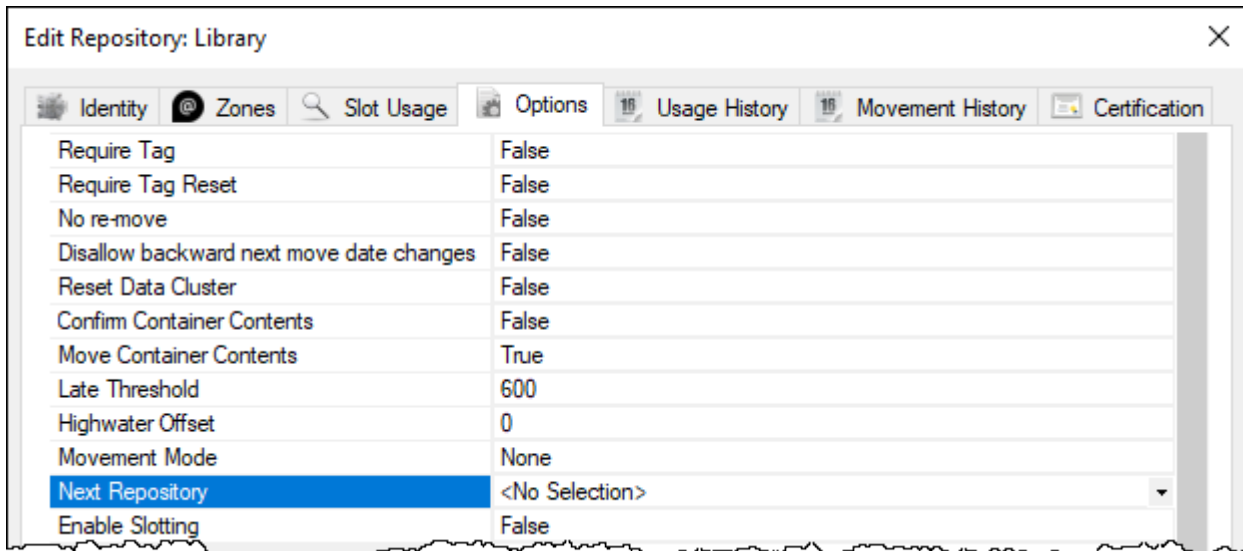 Edit Repository: Library
Identity Zones Slot Usage Options Usage History Movement History Certification
Require Tag False
Require Tag Reset False
No re-move False
Disallow backward next move date changes False
Reset Data Cluster False
Confirm Container Contents False
Move Container Contents True
Late Threshold 600
Highwater Offset 0
Movement Mode None
Next Repository <No Selection>
Enable Slotting False